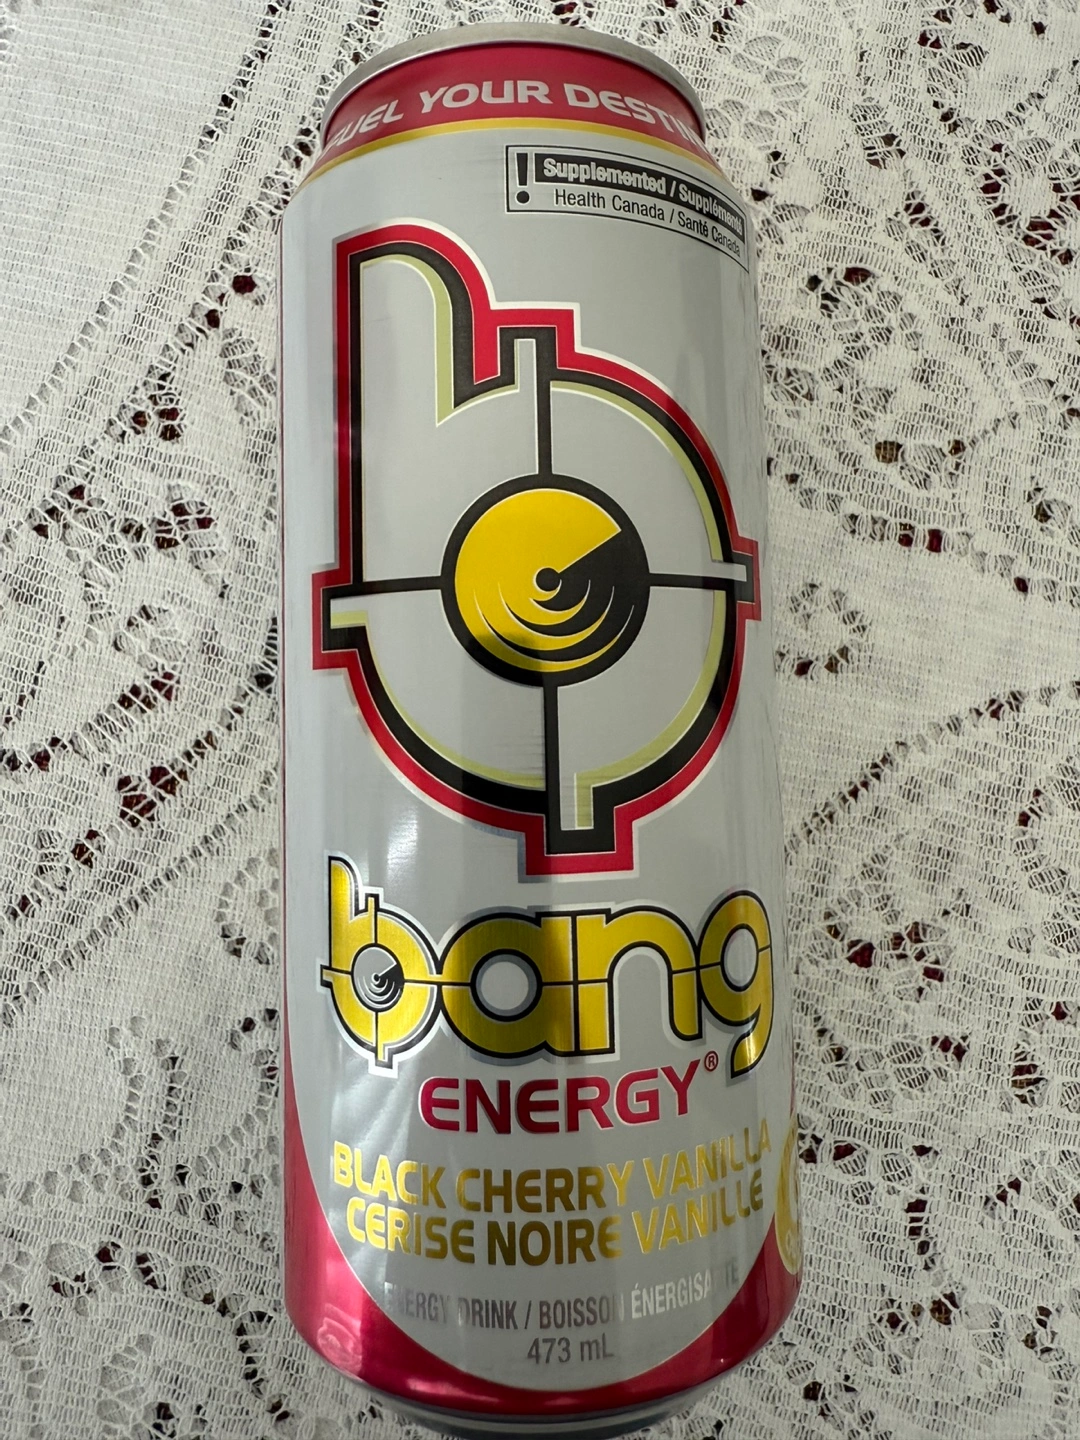 FUEL YOUR DESTIN
! Supplemented / Supplémenté
Health Canada / Santé Canada
b
bang
ENERGY®
BLACK CHERRY VANILLA
CERISE NOIRE VANILLE
ENERGY DRINK / BOISSON ÉNERGISANTE
473 mL